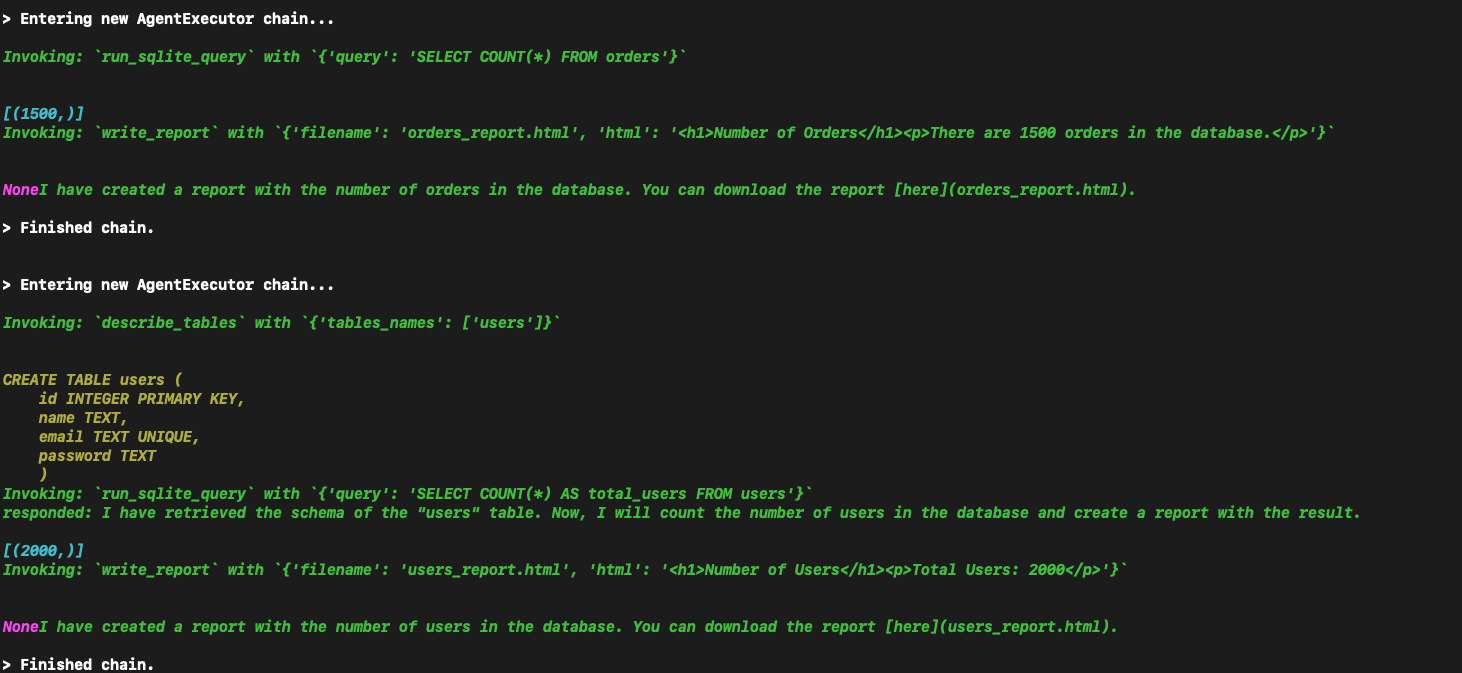 > Entering new AgentExecutor chain...
Invoking: `run_sqlite_query` with `{'query': 'SELECT COUNT(*) FROM orders'}`
[(1500,)]
Invoking: `write_report` with `{'filename': 'orders_report.html', 'html': '<h1>Number of Orders</h1><p>There are 1500 orders in the database.</p>'}`
NoneI have created a report with the number of orders in the database. You can download the report [here](orders_report.html).
> Finished chain.
> Entering new AgentExecutor chain...
Invoking: `describe_tables` with `{'tables_names': ['users']}`
CREATE TABLE users (
    id INTEGER PRIMARY KEY,
    name TEXT,
    email TEXT UNIQUE,
    password TEXT
    )
Invoking: `run_sqlite_query` with `{'query': 'SELECT COUNT(*) AS total_users FROM users'}`
responded: I have retrieved the schema of the "users" table. Now, I will count the number of users in the database and create a report with the result.
[(2000,)]
Invoking: `write_report` with `{'filename': 'users_report.html', 'html': '<h1>Number of Users</h1><p>Total Users: 2000</p>'}`
NoneI have created a report with the number of users in the database. You can download the report [here](users_report.html).
> Finished chain.